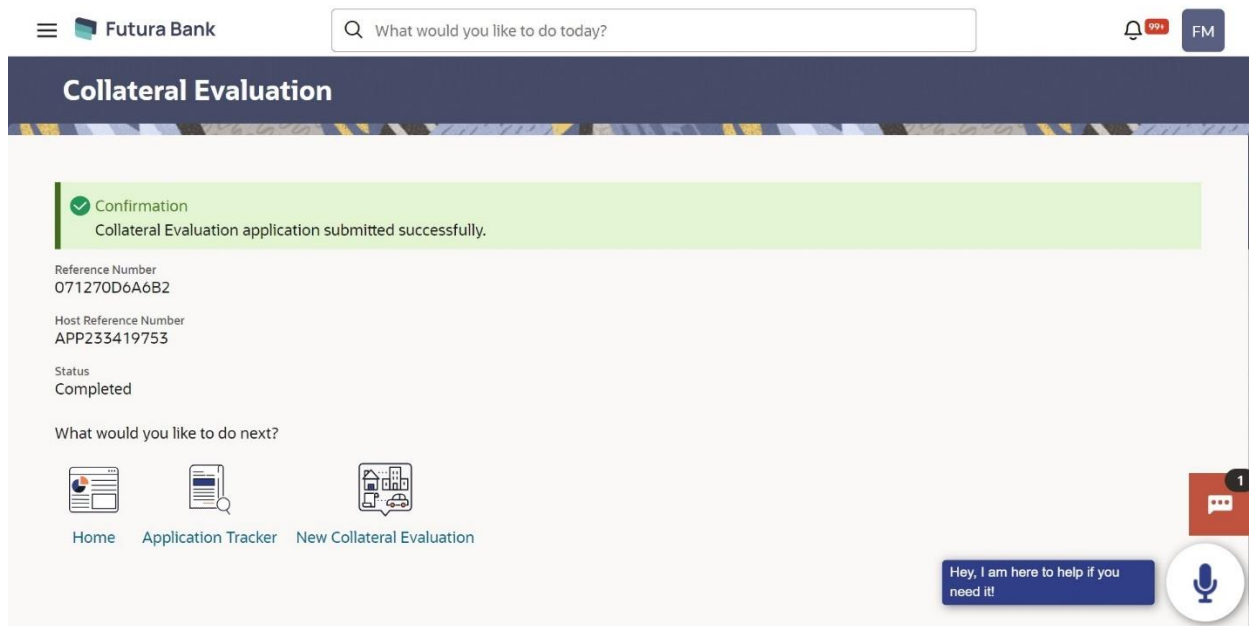 Futura Bank
What would you like to do today?
99+
FM
Collateral Evaluation
Confirmation
Collateral Evaluation application submitted successfully.
Reference Number
071270D6A6B2
Host Reference Number
APP233419753
Status
Completed
What would you like to do next?
Home Application Tracker New Collateral Evaluation
1
Hey, I am here to help if you
need it!